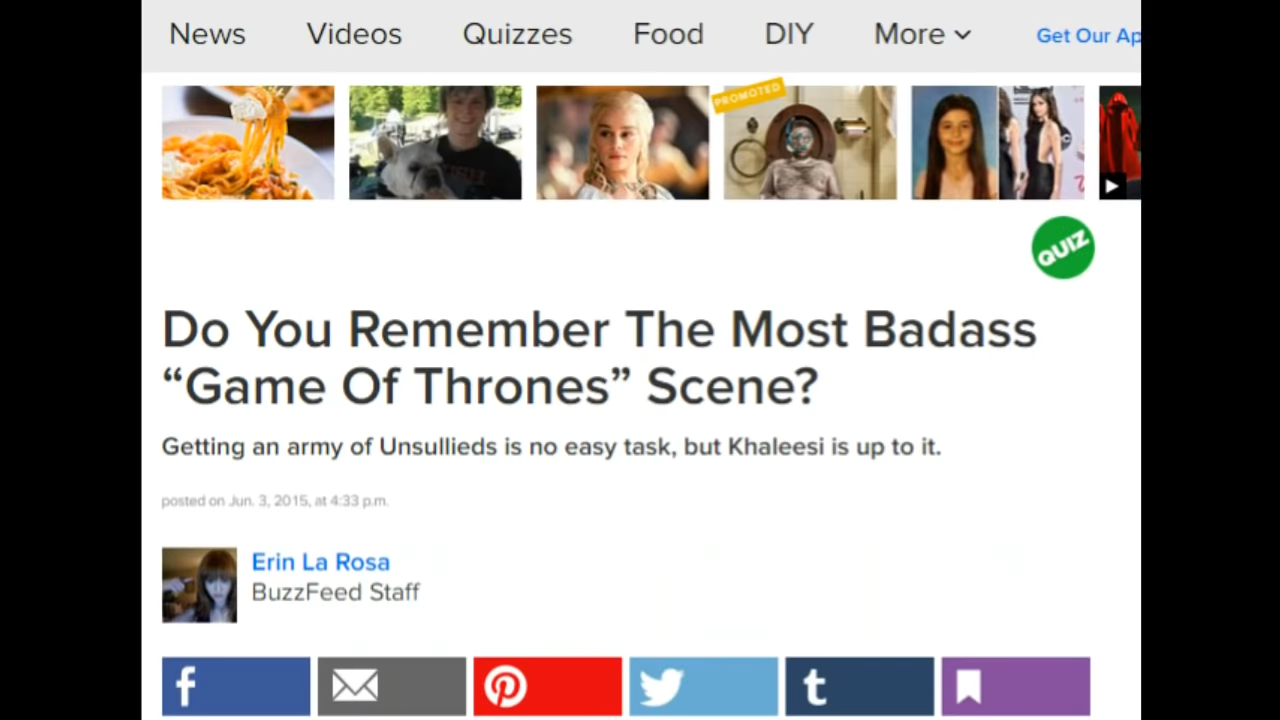 News Videos Quizzes Food DIY More Get Our Ap
PROMOTED
QUIZ
Do You Remember The Most Badass
“Game Of Thrones” Scene?
Getting an army of Unsullieds is no easy task, but Khaleesi is up to it.
posted on Jun. 3, 2015, at 4:33 p.m.
Erin La Rosa
BuzzFeed Staff